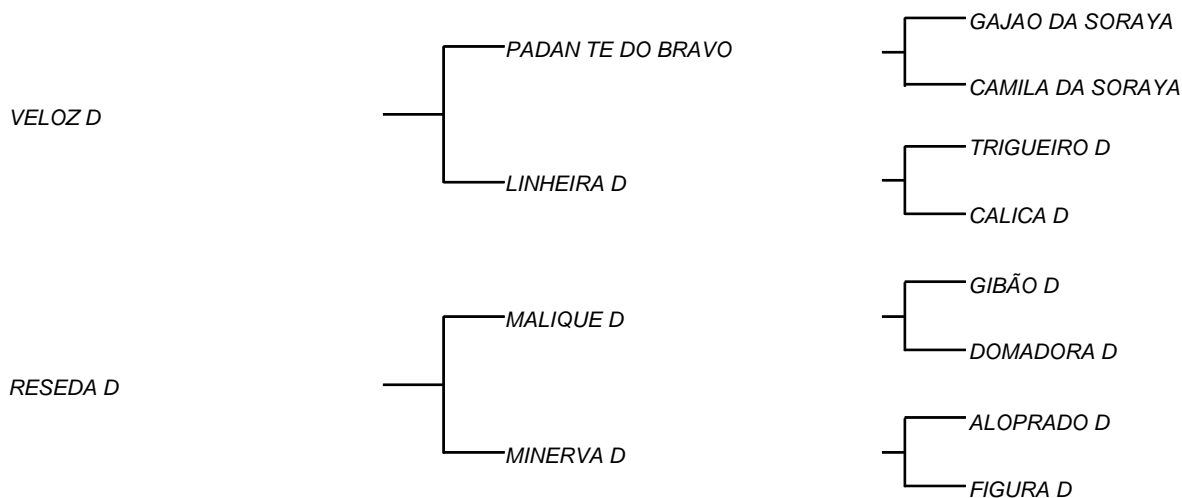 GAJAO DA SORAYA
PADAN TE DO BRAVO
CAMILA DA SORAYA
VELOZ D
TRIGUEIRO D
LINHEIRA D
CALICA D
GIBÃO D
MALIQUE D
DOMADORA D
RESEDA D
ALOPRADO D
MINERVA D
FIGURA D